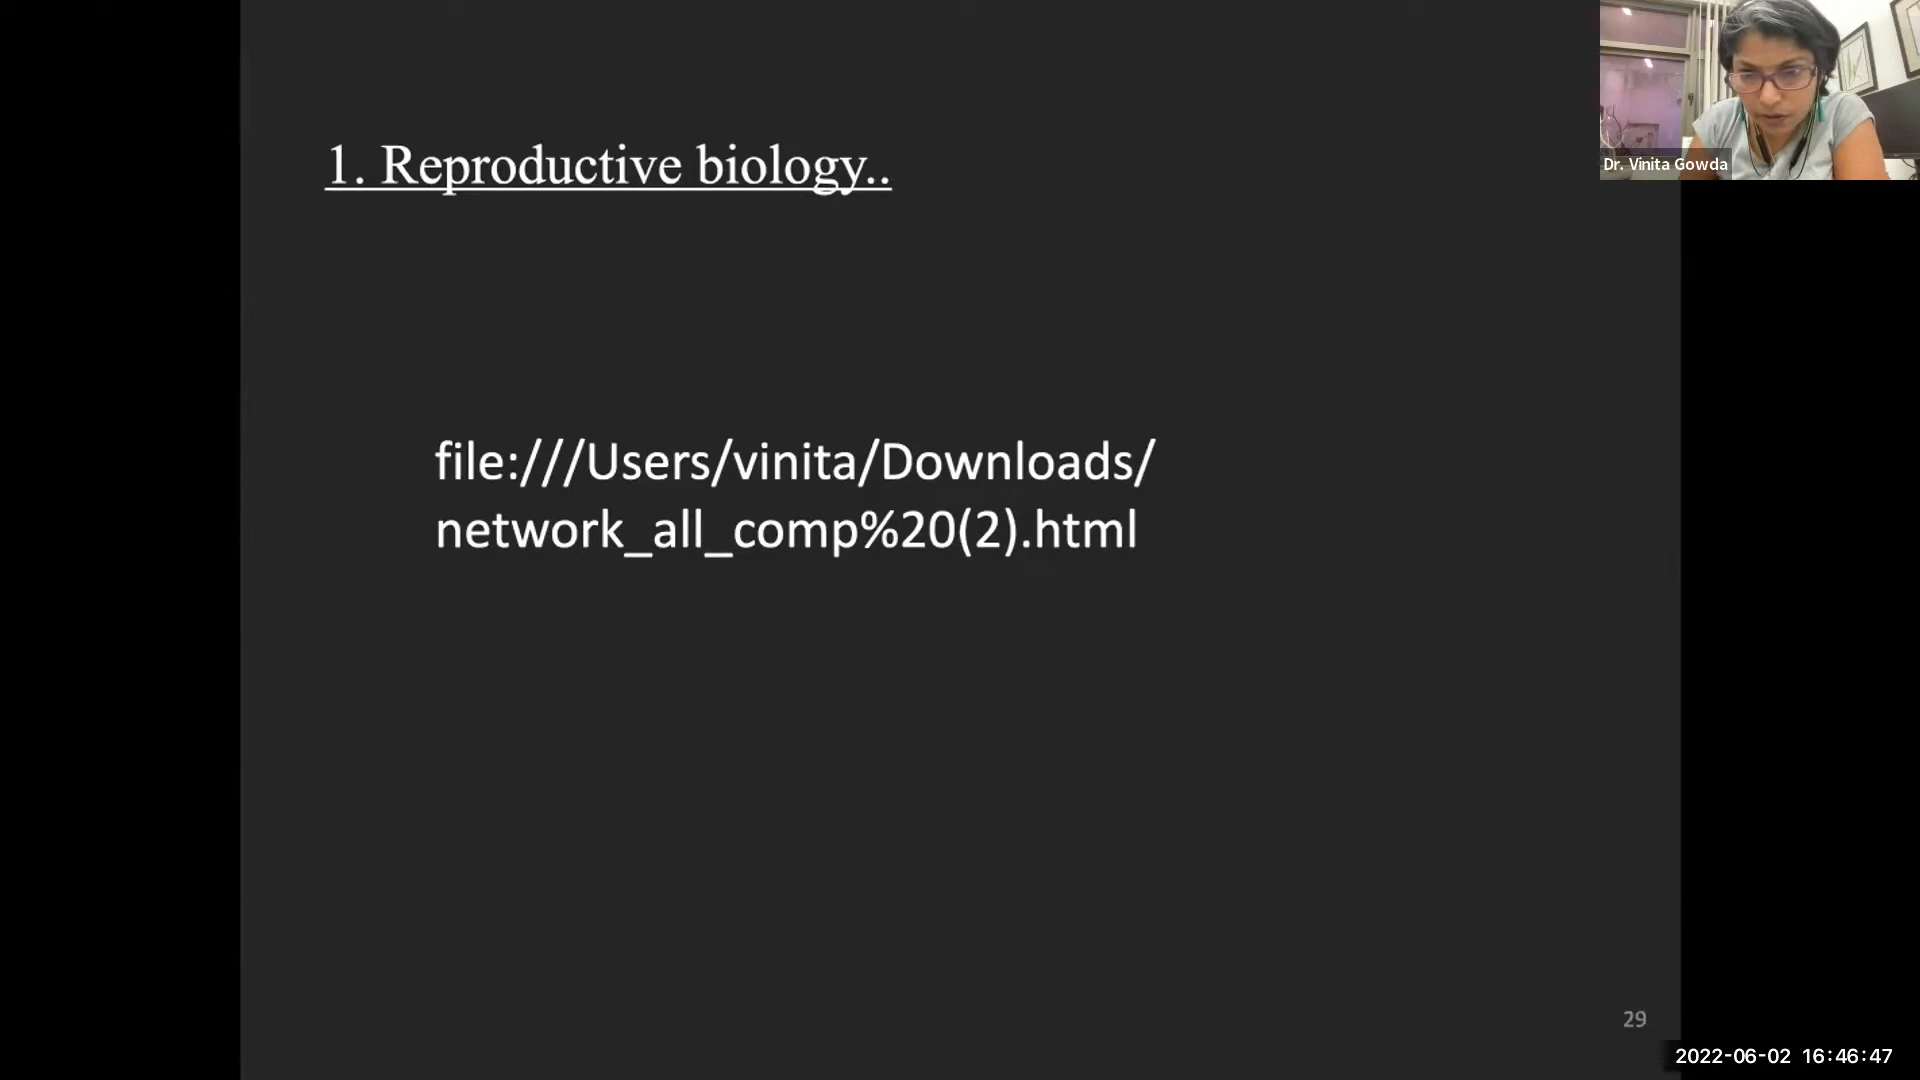 1. Reproductive biology..
Dr. Vinita Gowda
file:///Users/vinita/Downloads/
network_all_comp%20(2).html
29
2022-06-02 16:46:47